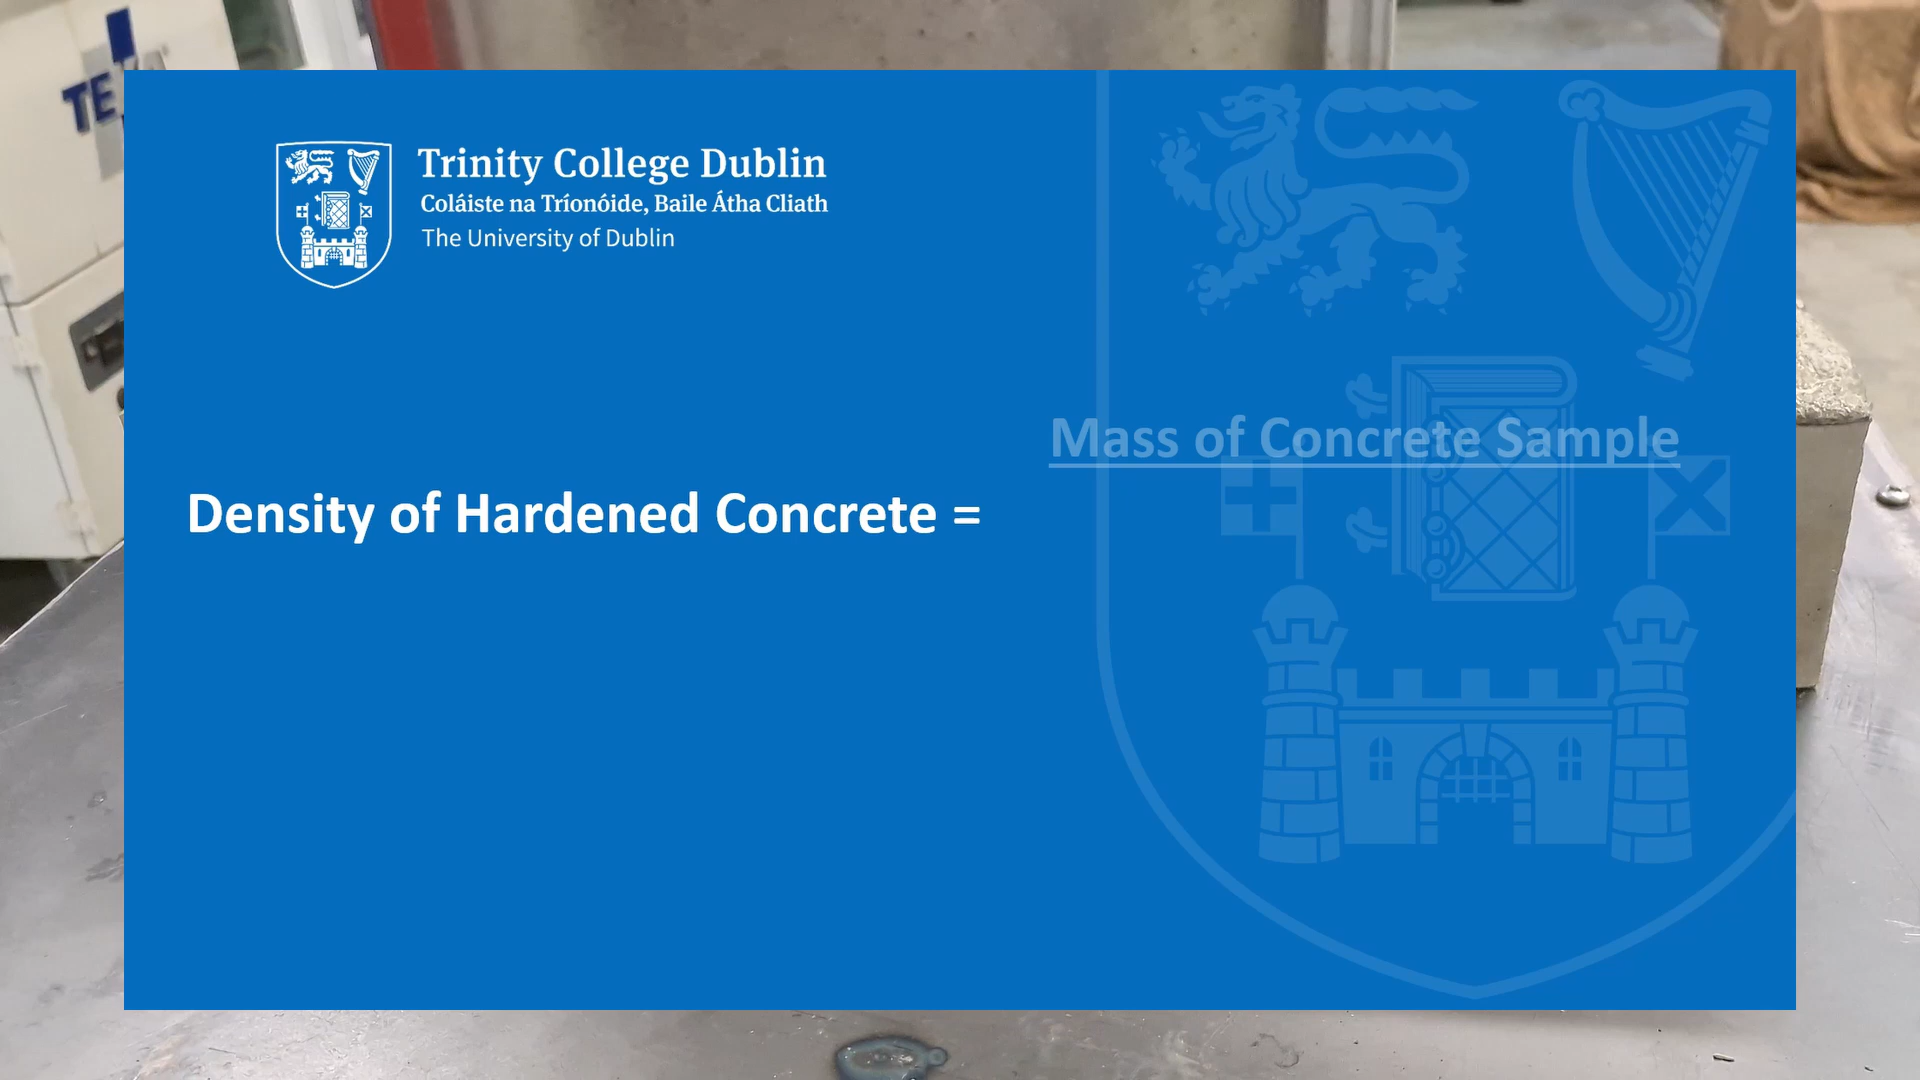 Trinity College Dublin
Coláiste na Tríonóide, Baile Átha Cliath
The University of Dublin
Mass of Concrete Sample
Density of Hardened Concrete =